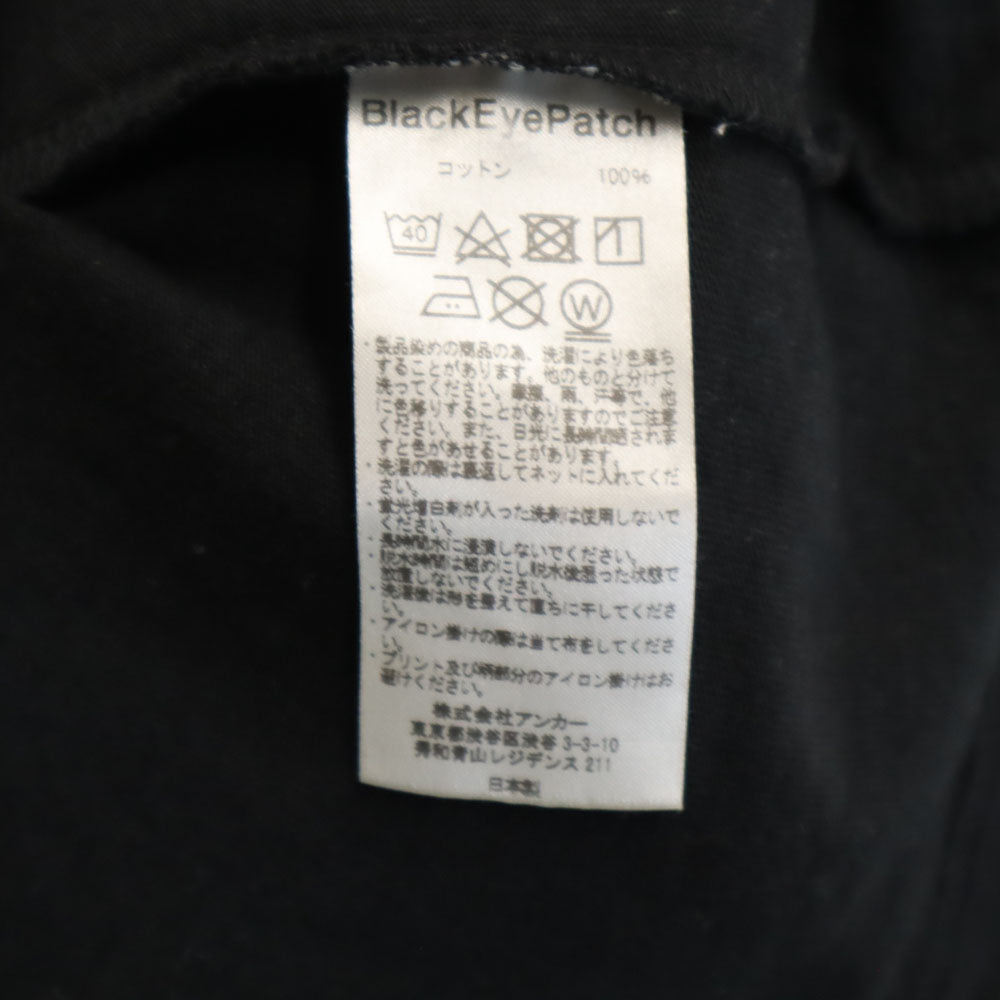 BlackEyePatch
コットン 100%
40
W
・製品染めの商品の為、洗濯により色落ち
することがあります。他のものと分けて
洗ってください。摩擦、雨、汗等で、他
に色移りすることがありますのでご注意
ください。また、日光に長時間晒されま
すと色があせることがあります。
・洗濯の際は裏返してネットに入れてくだ
さい。
・蛍光増白剤が入った洗剤は使用しないで
ください。
・長時間水に浸漬しないでください。
・脱水時間は短めにし脱水後湿った状態で
放置しないでください。
・洗濯後は形を整えて直ちに干してくださ
い。
・アイロン掛けの際は当て布をしてくださ
い。
・プリント及び柄部分のアイロン掛けはお
避けください。
株式会社アンカー
東京都渋谷区渋谷 3-3-10
秀和青山レジデンス 211
日本製